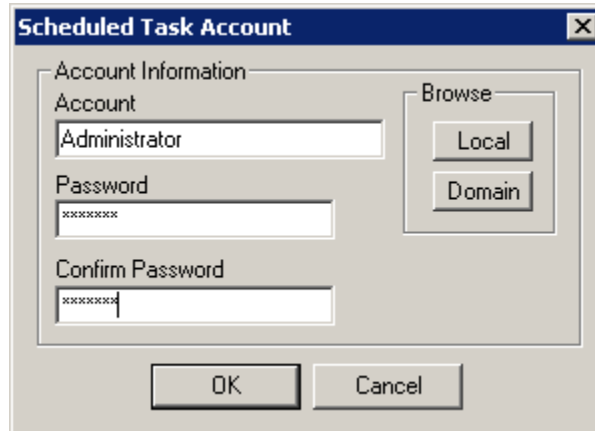 Scheduled Task Account
Account Information
Account
Administrator
Password
*******
Confirm Password
*******
Browse
Local
Domain
OK
Cancel